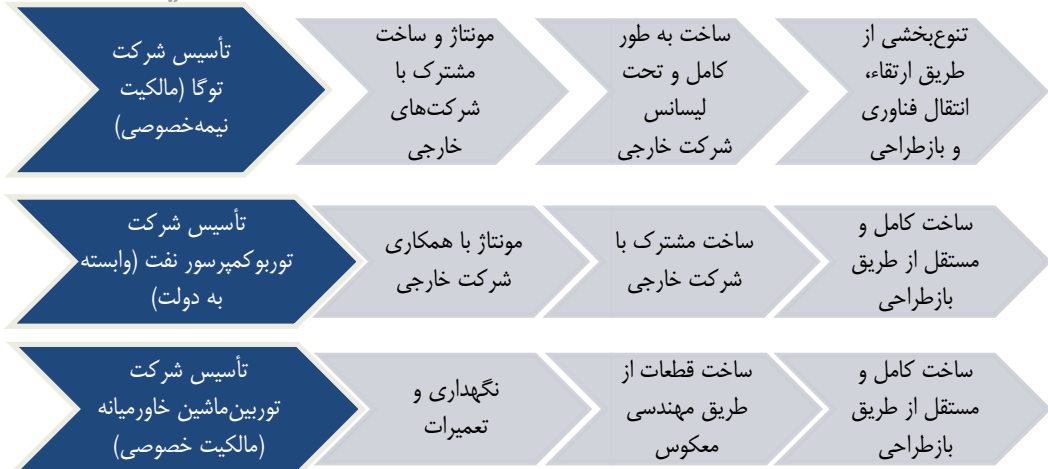 تأسیس شرکت
توگا (مالکیت
نیمه‌خصوصی)
مونتاژ و ساخت
مشترک با
شرکت‌های
خارجی
ساخت به طور
کامل و تحت
لیسانس
شرکت خارجی
تنوع‌بخشی از
طریق ارتقاء،
انتقال فناوری
و بازطراحی
تأسیس شرکت
توربوکمپرسور نفت (وابسته
به دولت)
مونتاژ با همکاری
شرکت خارجی
ساخت مشترک با
شرکت خارجی
ساخت کامل و
مستقل از طریق
بازطراحی
تأسیس شرکت
توربین‌ماشین خاورمیانه
(مالکیت خصوصی)
نگهداری و
تعمیرات
ساخت قطعات از
طریق مهندسی
معکوس
ساخت کامل و
مستقل از طریق
بازطراحی